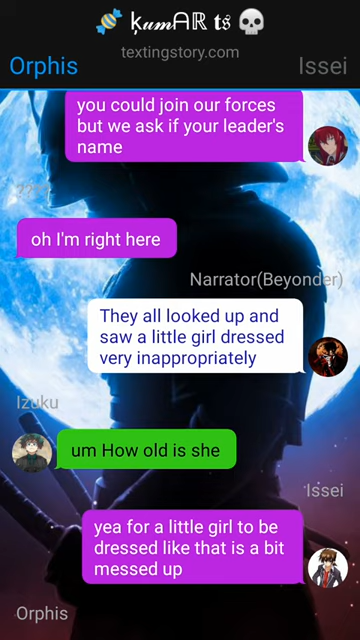 🍬 ķ𝓾𝓶ᗩℝ 𝖙𝖘 💀
textingstory.com
Orphis
Issei
you could join our forces
but we ask if your leader's
name
????
oh I'm right here
Narrator(Beyonder)
They all looked up and
saw a little girl dressed
very inappropriately
Izuku
um How old is she
Issei
yea for a little girl to be
dressed like that is a bit
messed up
Orphis